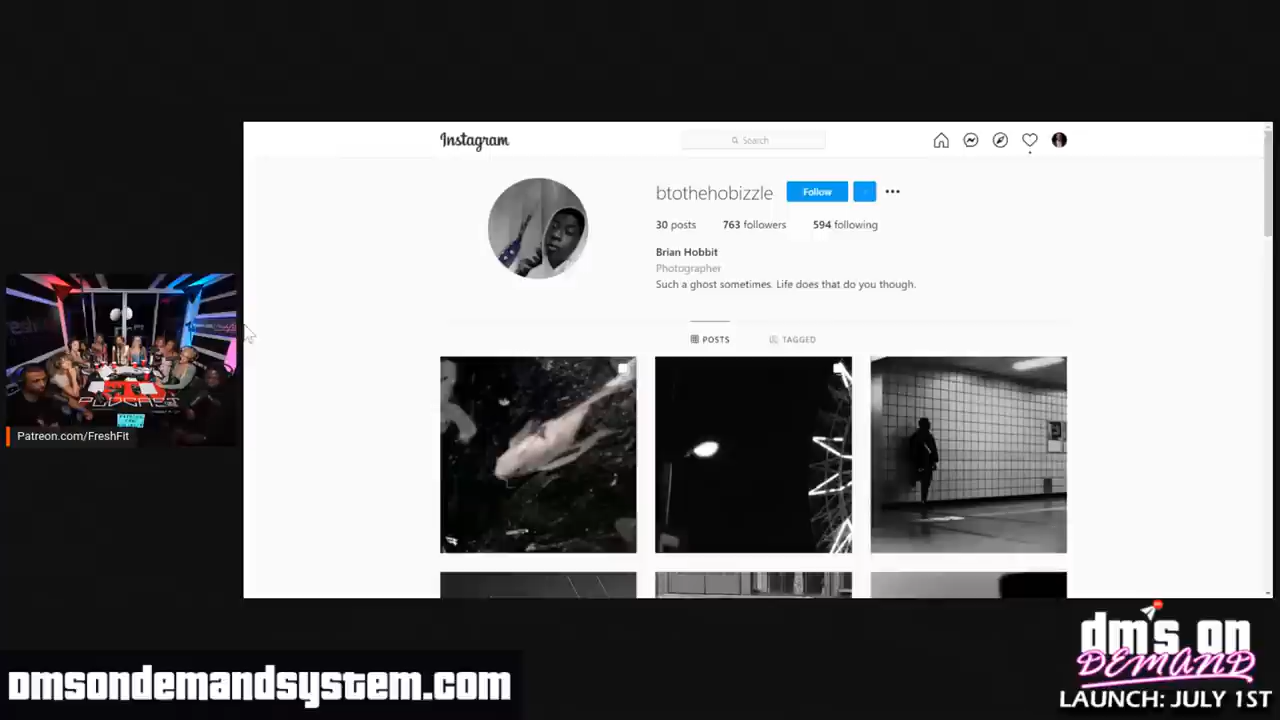 Instagram
Search
btothehobizzle
Follow
30 posts 763 followers 594 following
Brian Hobbit
Photographer
Such a ghost sometimes. Life does that do you though.
POSTS
TAGGED
PODCAST
Patreon.com/FreshFit
dmsondemandsystem.com
dm's on
DEMAND
LAUNCH: JULY 1ST